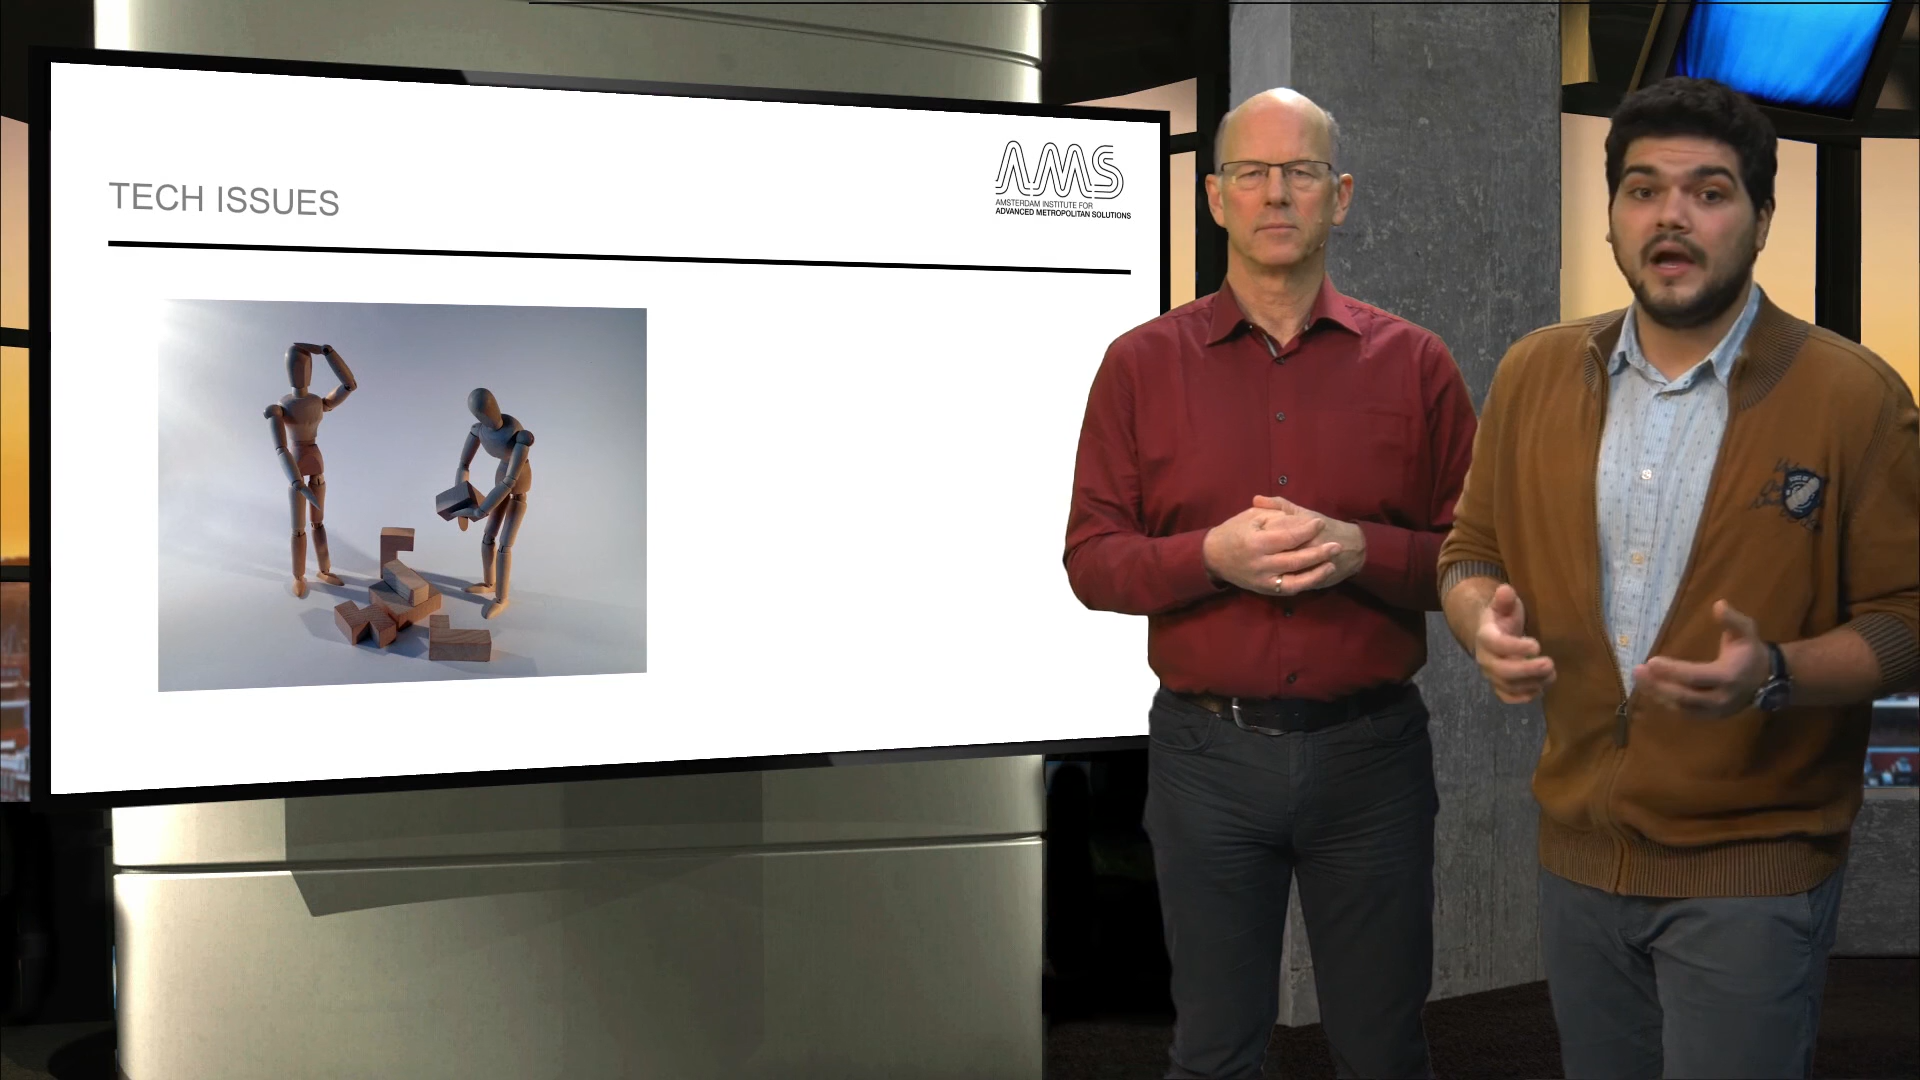 TECH ISSUES
AMS
AMSTERDAM INSTITUTE FOR
ADVANCED METROPOLITAN SOLUTIONS